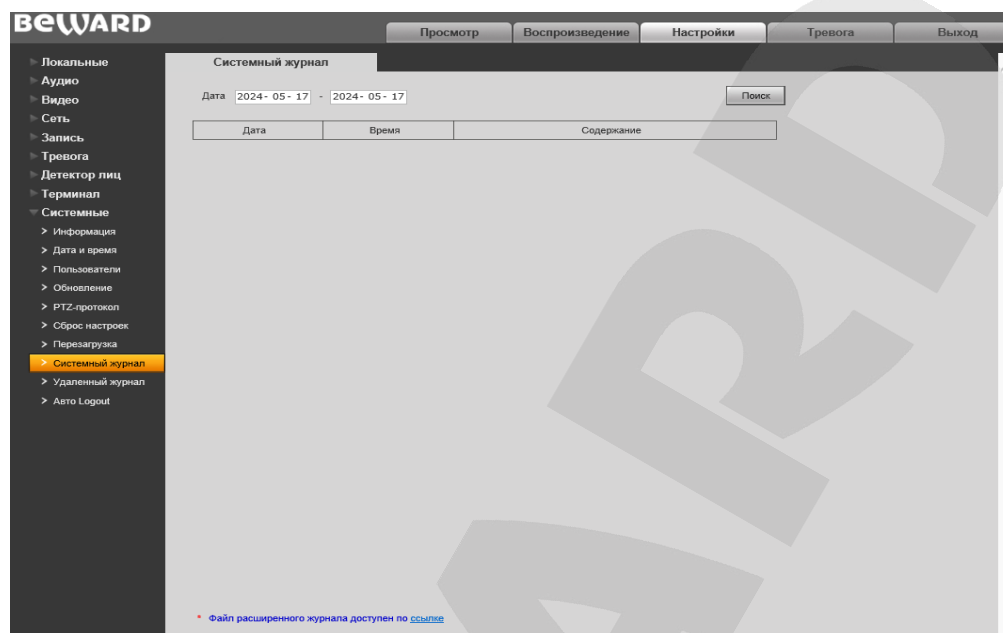 BEWARD
Просмотр Воспроизведение Настройки Тревога Выход
Локальные
Аудио
Видео
Сеть
Запись
Тревога
Детектор лиц
Терминал
Системные
> Информация
> Дата и время
> Пользователи
> Обновление
> PTZ-протокол
> Сброс настроек
> Перезагрузка
> Системный журнал
> Удаленный журнал
> Авто Logout
Системный журнал
Дата 2024- 05- 17 - 2024- 05- 17 Поиск
Дата Время Содержание
* Файл расширенного журнала доступен по ссылке
ARD